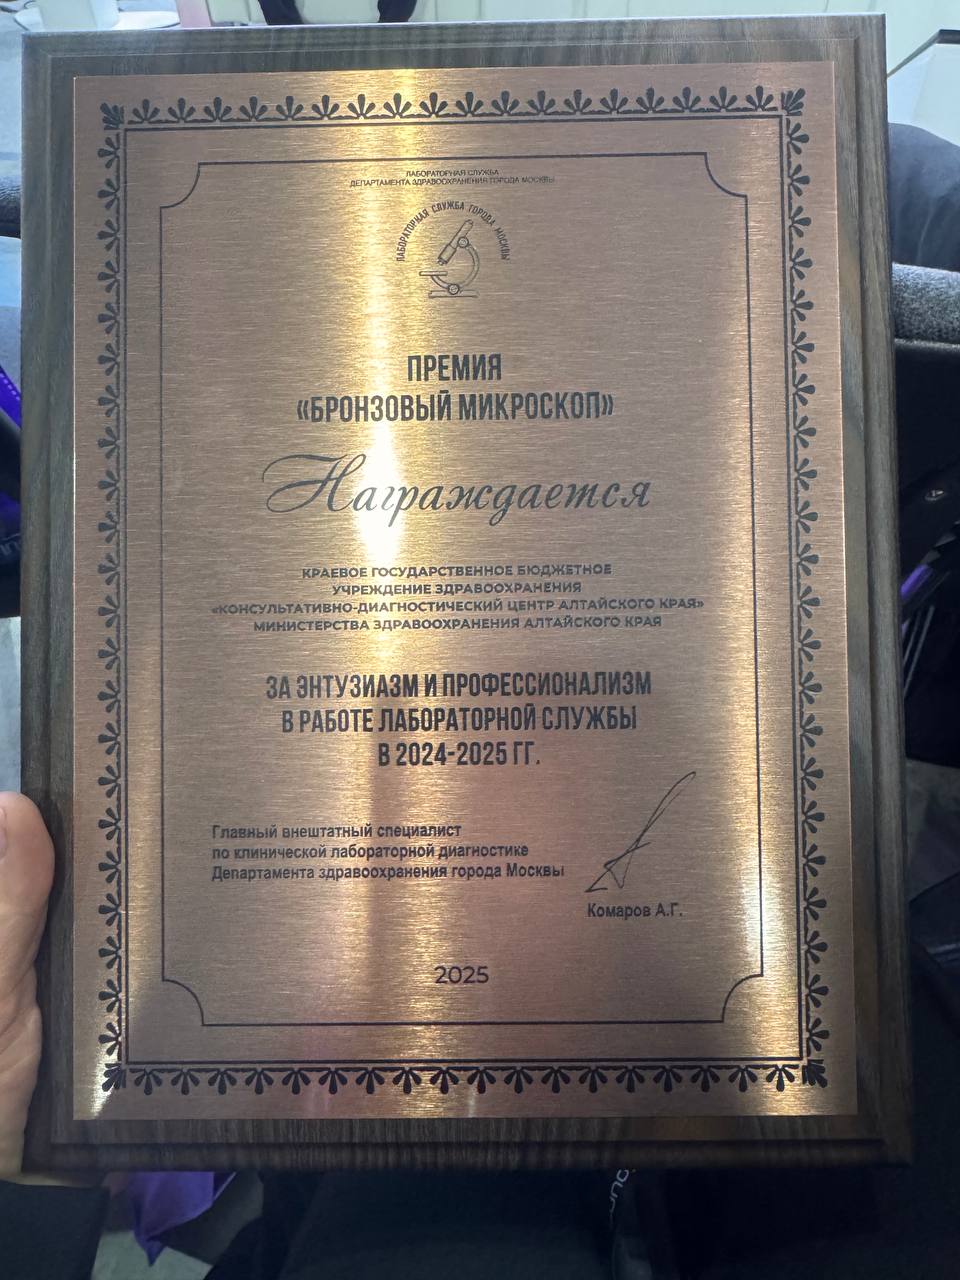 ЛАБОРАТОРНАЯ СЛУЖБА
ДЕПАРТАМЕНТА ЗДРАВООХРАНЕНИЯ ГОРОДА МОСКВЫ
ЛАБОРАТОРНАЯ СЛУЖБА ГОРОДА МОСКВЫ
ПРЕМИЯ
«БРОНЗОВЫЙ МИКРОСКОП»
Награждается
КРАЕВОЕ ГОСУДАРСТВЕННОЕ БЮДЖЕТНОЕ
УЧРЕЖДЕНИЕ ЗДРАВООХРАНЕНИЯ
«КОНСУЛЬТАТИВНО-ДИАГНОСТИЧЕСКИЙ ЦЕНТР АЛТАЙСКОГО КРАЯ»
МИНИСТЕРСТВА ЗДРАВООХРАНЕНИЯ АЛТАЙСКОГО КРАЯ
ЗА ЭНТУЗИАЗМ И ПРОФЕССИОНАЛИЗМ
В РАБОТЕ ЛАБОРАТОРНОЙ СЛУЖБЫ
В 2024-2025 ГГ.
Главный внештатный специалист
по клинической лабораторной диагностике
Департамента здравоохранения города Москвы
Комаров А.Г.
2025